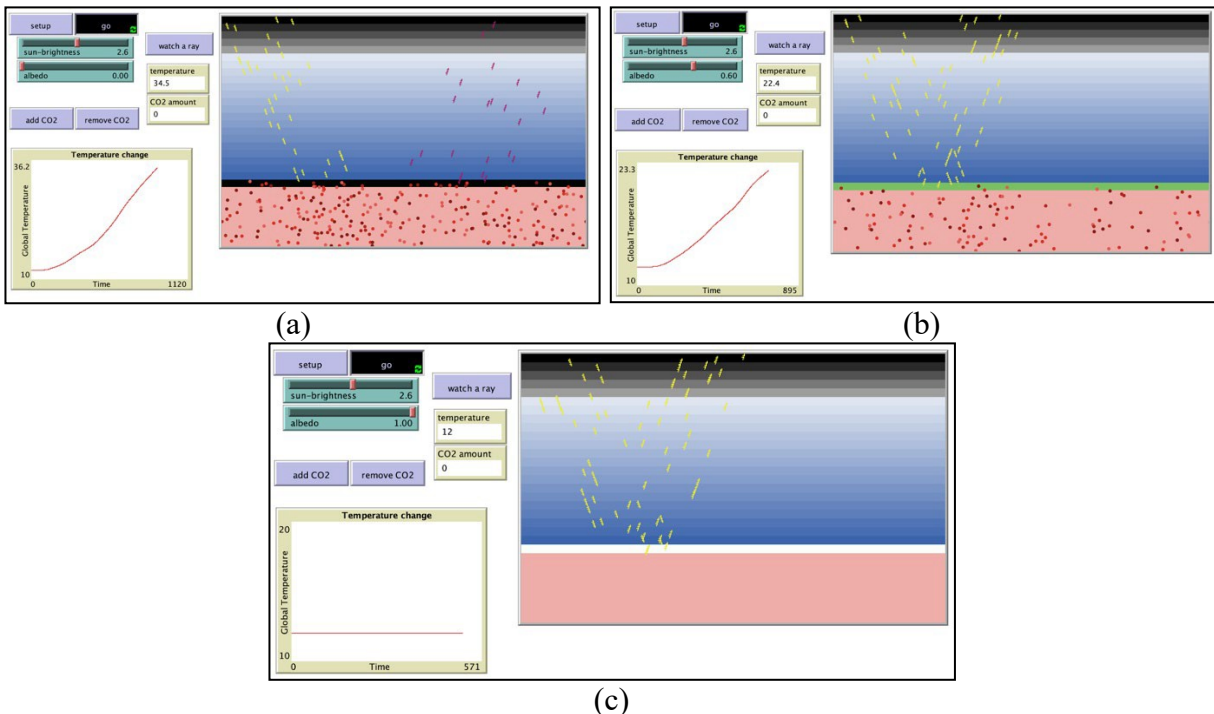 setup
go
sun-brightness 2.6
albedo 0.00
watch a ray
temperature
34.5
CO2 amount
0
add CO2
remove CO2
Temperature change
36.2
Global Temperature
10
0
Time
1120
(a)
setup
go
sun-brightness 2.6
albedo 0.60
watch a ray
temperature
22.4
CO2 amount
0
add CO2
remove CO2
Temperature change
23.3
Global Temperature
10
0
Time
895
(b)
setup
go
sun-brightness 2.6
albedo 1.00
watch a ray
temperature
12
CO2 amount
0
add CO2
remove CO2
Temperature change
20
Global Temperature
10
0
Time
571
(c)